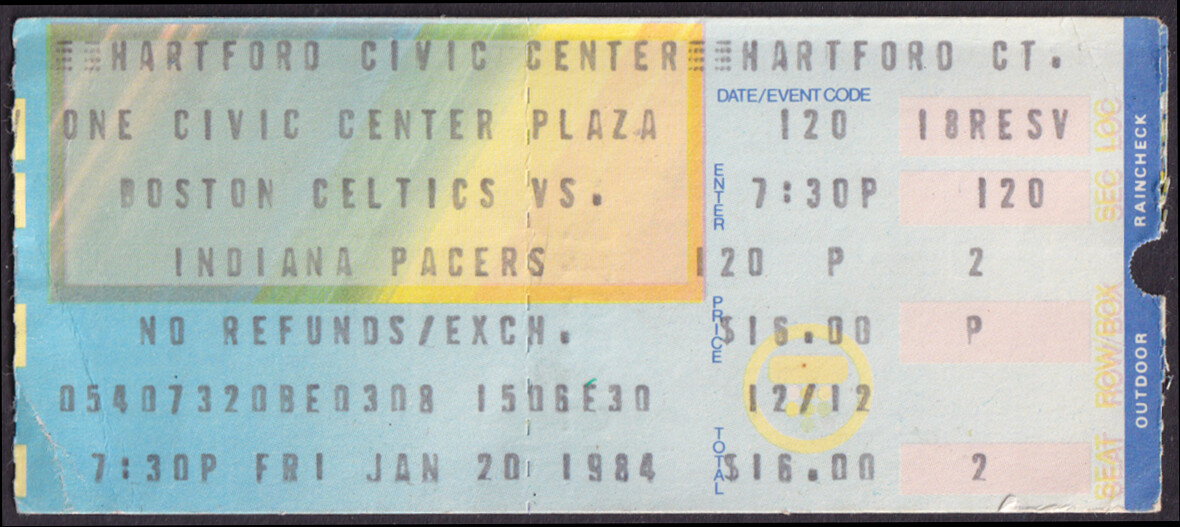 HARTFORD CIVIC CENTER HARTFORD CT.
DATE/EVENT CODE
ONE CIVIC CENTER PLAZA 120 18RESV
BOSTON CELTICS VS. ENTER 7:30P 120
INDIANA PACERS 120 P 2
NO REFUNDS/EXCH. PRICE $16.00 P
05407320BE0308 1506E30 12/12
7:30P FRI JAN 20 1984 TOTAL $16.00 2
SEAT ROW/BOX SEC LOC
OUTDOOR RAINCHECK